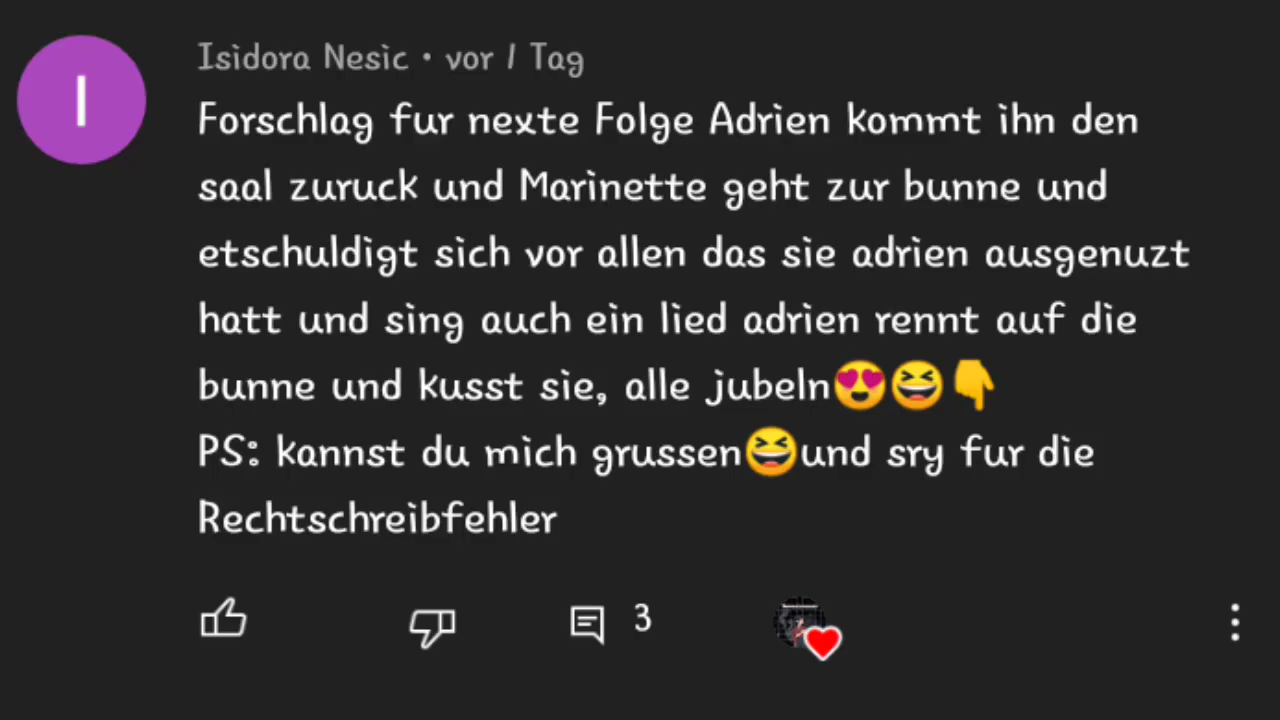 I
Isidora Nesic • vor 1 Tag
Forschlag fur nexte Folge Adrien kommt ihn den
saal zuruck und Marinette geht zur bunne und
etschuldigt sich vor allen das sie adrien ausgenuzt
hatt und sing auch ein lied adrien rennt auf die
bunne und kusst sie, alle jubeln😍😆👇
PS: kannst du mich grussen😆und sry fur die
Rechtschreibfehler
3